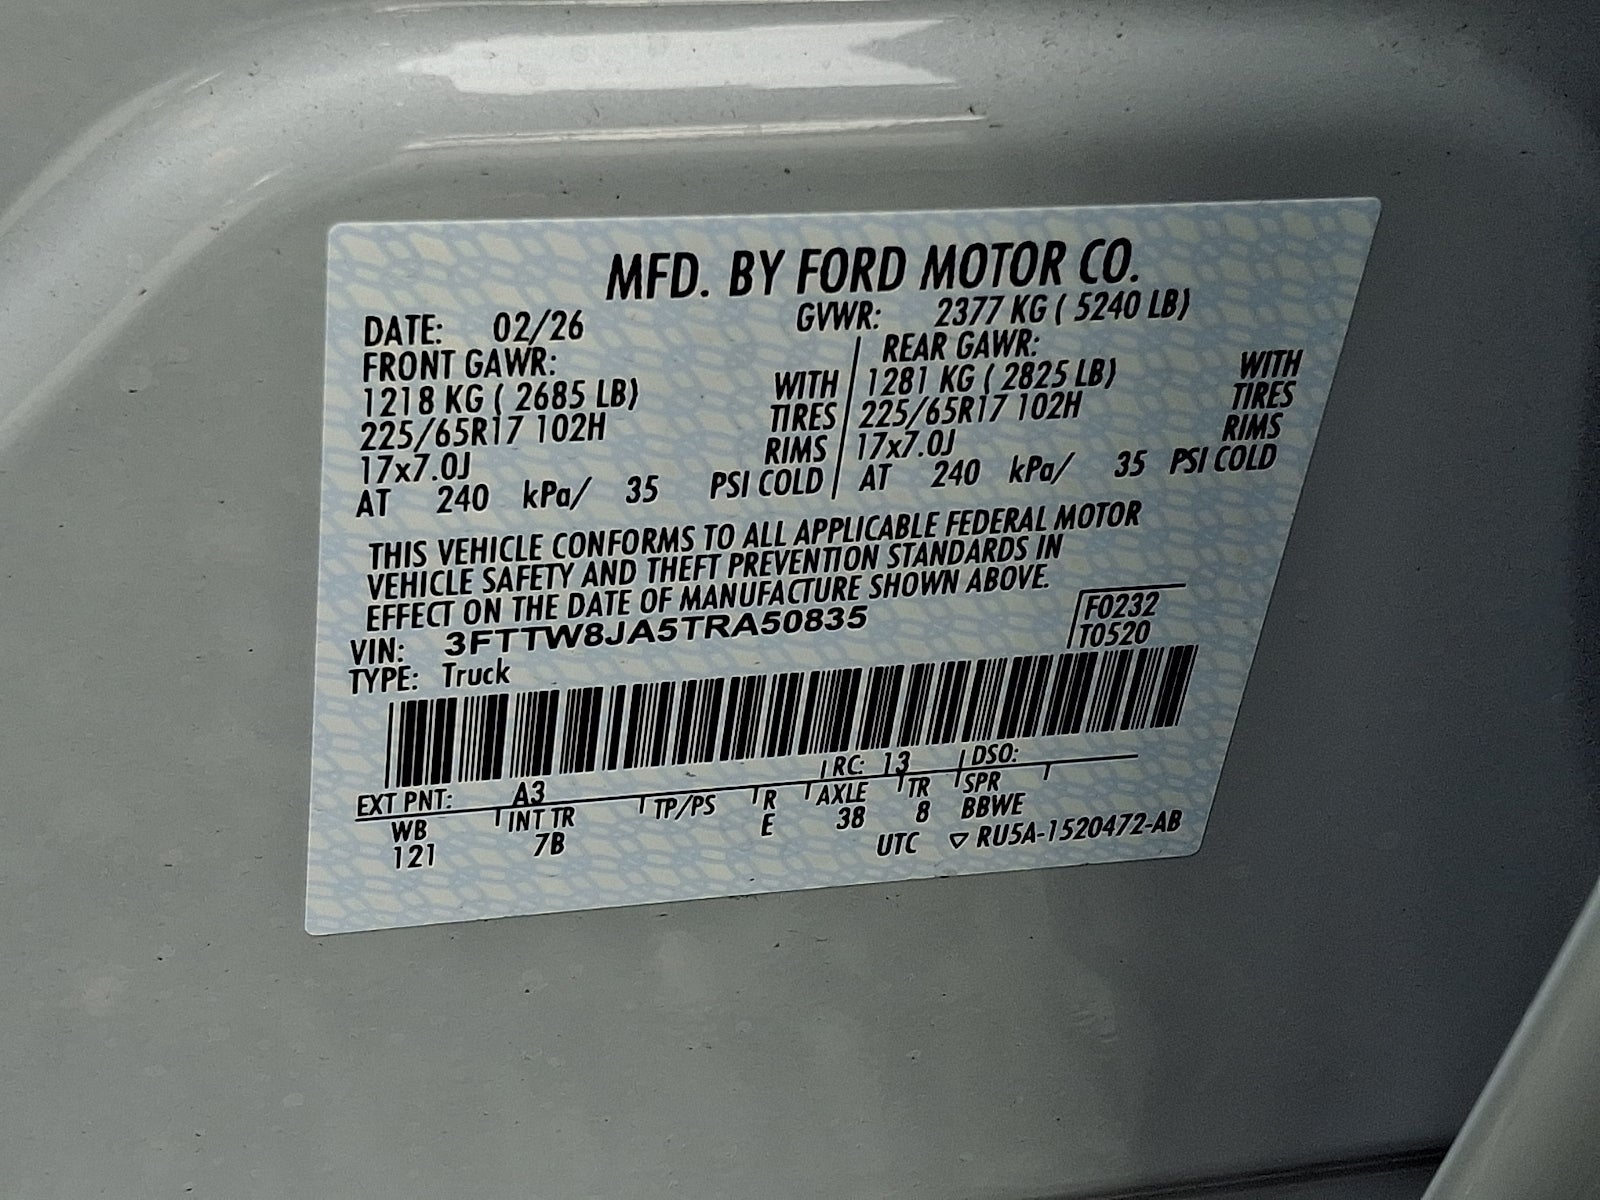 MFD. BY FORD MOTOR CO.
DATE: 02/26 GVWR: 2377 KG ( 5240 LB)
FRONT GAWR: REAR GAWR:
1218 KG ( 2685 LB) WITH 1281 KG ( 2825 LB) WITH
225/65R17 102H TIRES 225/65R17 102H TIRES
17x7.0J RIMS 17x7.0J RIMS
AT 240 kPa/ 35 PSI COLD AT 240 kPa/ 35 PSI COLD
THIS VEHICLE CONFORMS TO ALL APPLICABLE FEDERAL MOTOR
VEHICLE SAFETY AND THEFT PREVENTION STANDARDS IN
EFFECT ON THE DATE OF MANUFACTURE SHOWN ABOVE.
VIN: 3FTTW8JA5TRA50835 F0232
TYPE: Truck T0520
EXT PNT: A3 RC: 13 DSO:
WB INT TR TP/PS R AXLE TR SPR
121 7B E 38 8 BBWE
UTC ▽ RU5A-1520472-AB